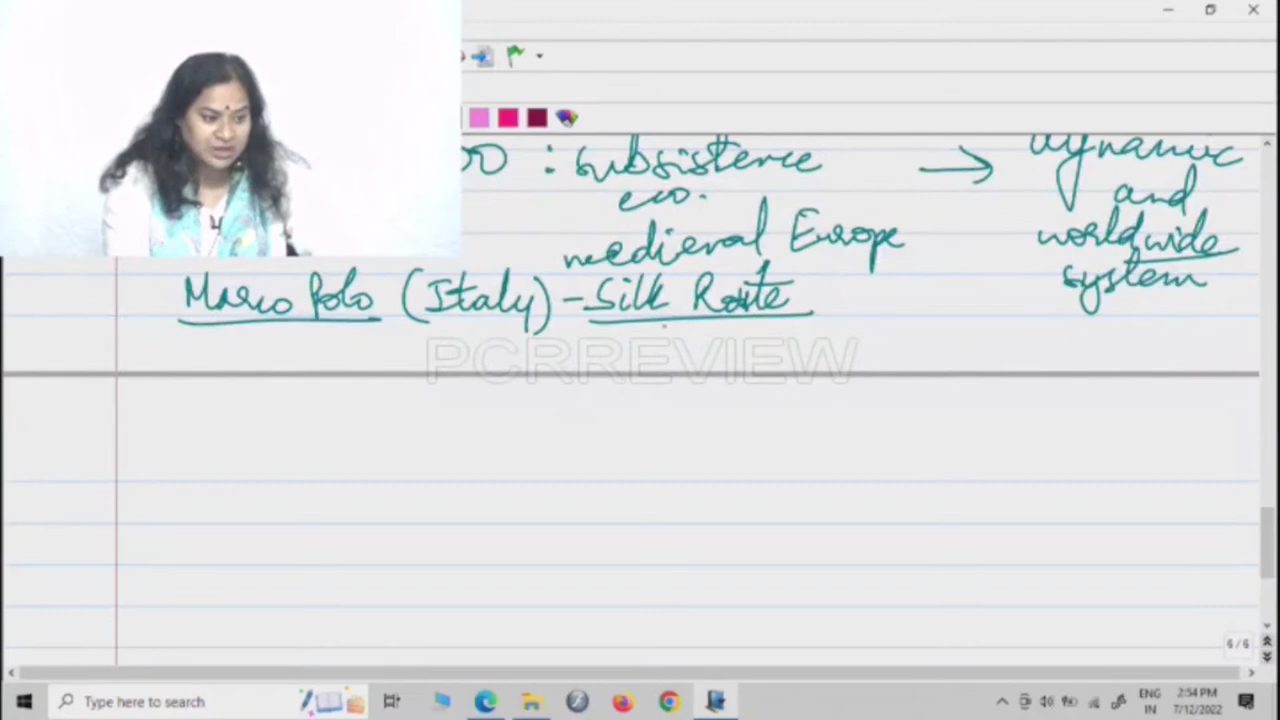 : subsistence → dynamic
eco. and
medieval Europe worldwide
system
Marco Polo (Italy) - Silk Route
PCRREVIEW
6 / 6
Type here to search
ENG
IN
2:54 PM
7/12/2022